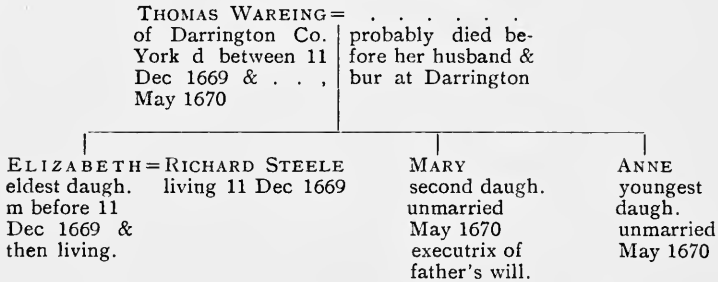 THOMAS WAREING = . . . . . .
of Darrington Co.
York d between 11
Dec 1669 & . . ,
May 1670
probably died be-
fore her husband &
bur at Darrington
ELIZABETH = RICHARD STEELE
eldest daugh.
m before 11
Dec 1669 &
then living.
living 11 Dec 1669
MARY
second daugh.
unmarried
May 1670
executrix of
father's will.
ANNE
youngest
daugh.
unmarried
May 1670